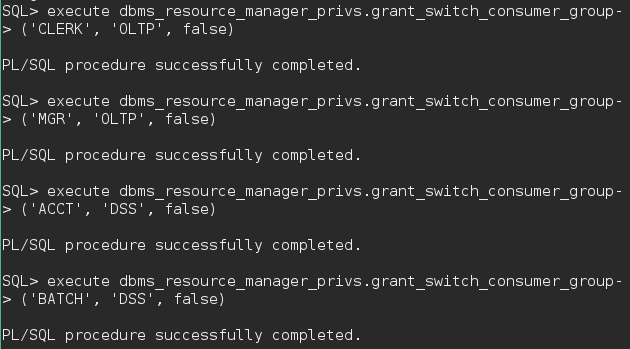 SQL> execute dbms_resource_manager_privs.grant_switch_consumer_group-
> ('CLERK', 'OLTP', false)
PL/SQL procedure successfully completed.
SQL> execute dbms_resource_manager_privs.grant_switch_consumer_group-
> ('MGR', 'OLTP', false)
PL/SQL procedure successfully completed.
SQL> execute dbms_resource_manager_privs.grant_switch_consumer_group-
> ('ACCT', 'DSS', false)
PL/SQL procedure successfully completed.
SQL> execute dbms_resource_manager_privs.grant_switch_consumer_group-
> ('BATCH', 'DSS', false)
PL/SQL procedure successfully completed.